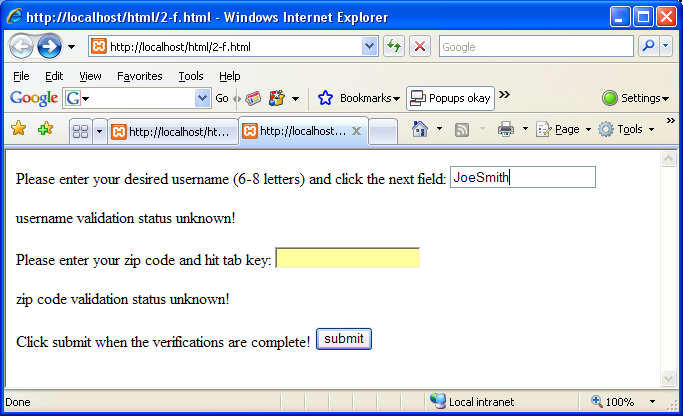 http://localhost/html/2-f.html - Windows Internet Explorer
http://localhost/html/2-f.html Google
File Edit View Favorites Tools Help
Google G Go Bookmarks Popups okay >> Settings
http://localhost/ht... http://localhost... Page Tools >>
Please enter your desired username (6-8 letters) and click the next field: JoeSmith
username validation status unknown!
Please enter your zip code and hit tab key:
zip code validation status unknown!
Click submit when the verifications are complete! submit
Done Local intranet 100%